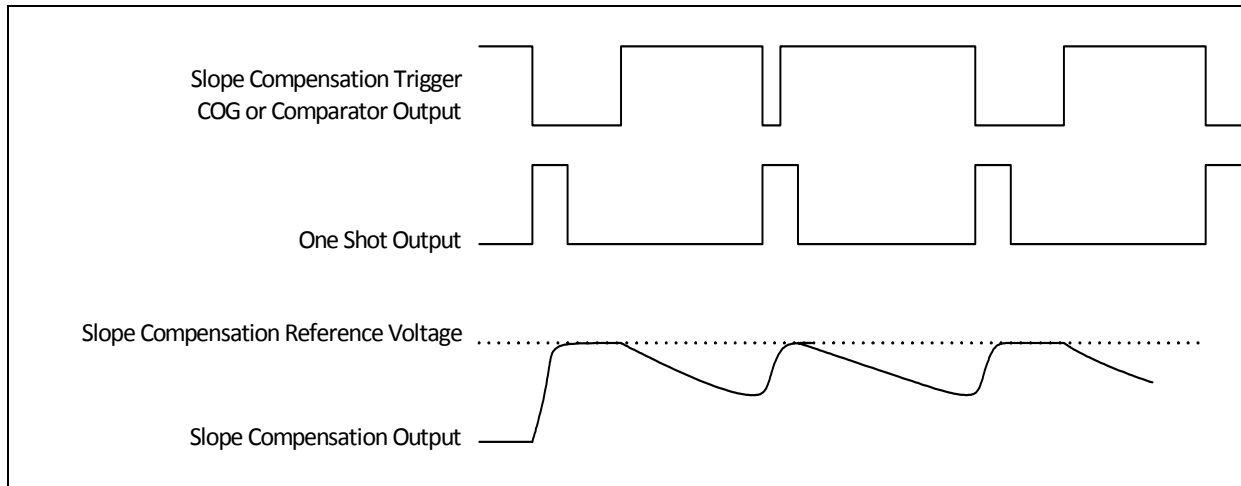 Slope Compensation Trigger
COG or Comparator Output
One Shot Output
Slope Compensation Reference Voltage
Slope Compensation Output